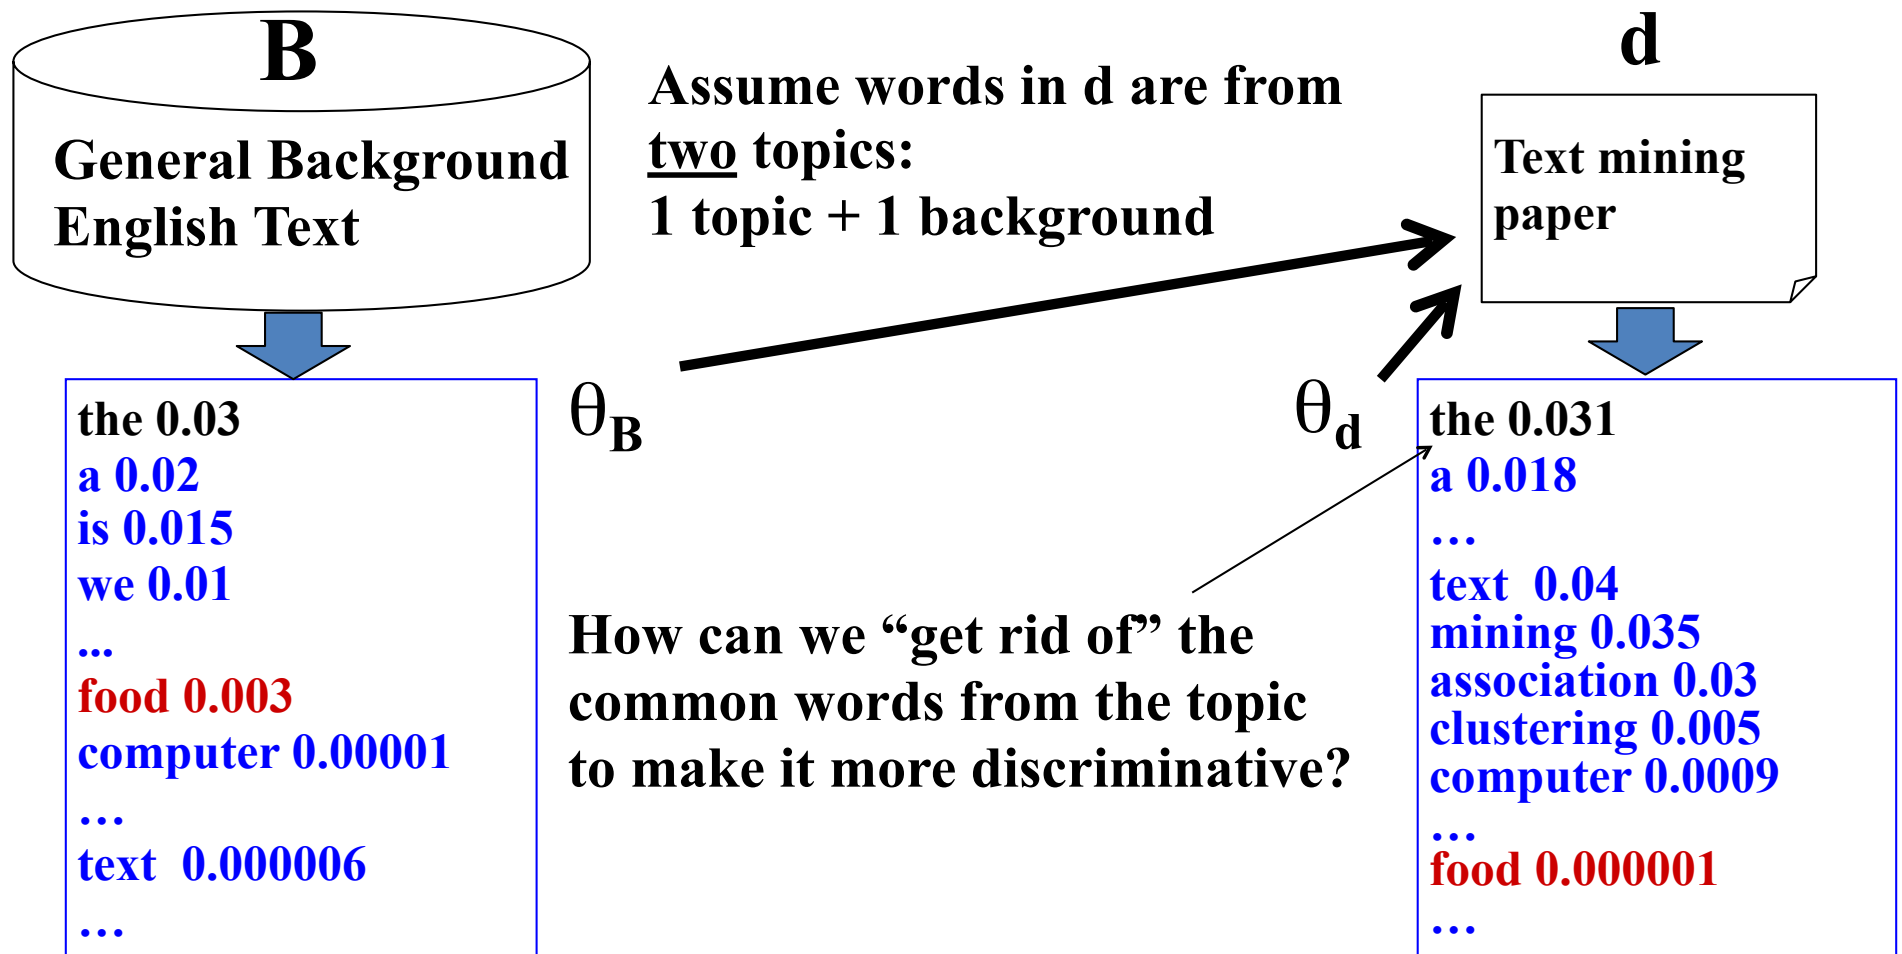 B
General Background
English Text
Assume words in d are from
two topics:
1 topic + 1 background
d
Text mining
paper
the 0.03
a 0.02
is 0.015
we 0.01
...
food 0.003
computer 0.00001
…
text 0.000006
…
θB
How can we “get rid of” the
common words from the topic
to make it more discriminative?
θd
the 0.031
a 0.018
…
text 0.04
mining 0.035
association 0.03
clustering 0.005
computer 0.0009
…
food 0.000001
…